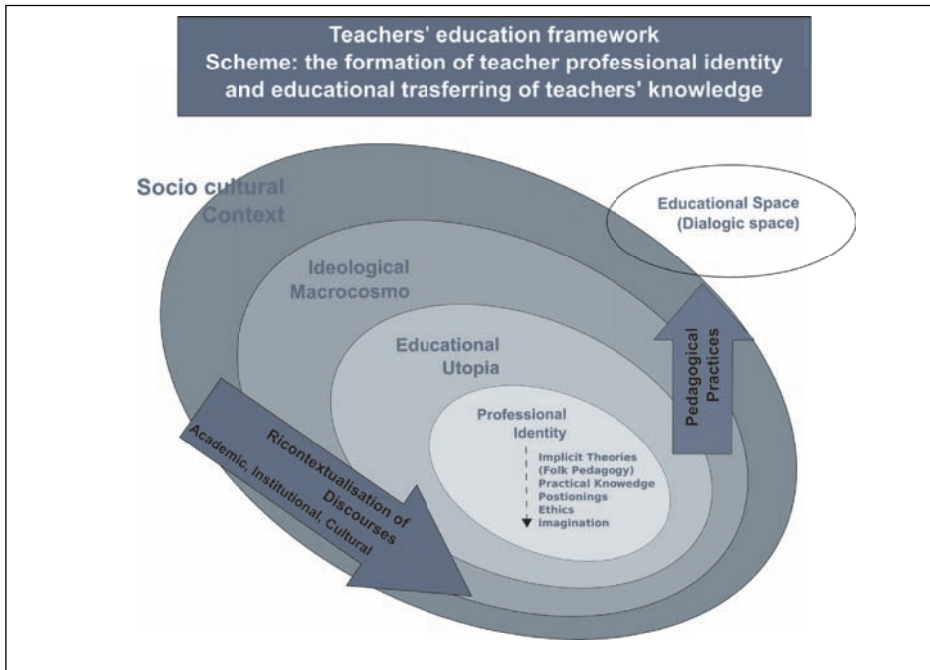 Teachers' education framework
Scheme: the formation of teacher professional identity
and educational trasferring of teachers' knowledge
Socio cultural
Context
Educational Space
(Dialogic space)
Ideological
Macrocosmo
Educational
Utopia
Pedagogical
Practices
Professional
Identity
Implicit Theories
(Folk Pedagogy)
Practical Knowedge
Postionings
Ethics
imagination
Ricontextualisation of
Discourses
Academic, Institutional, Cultural